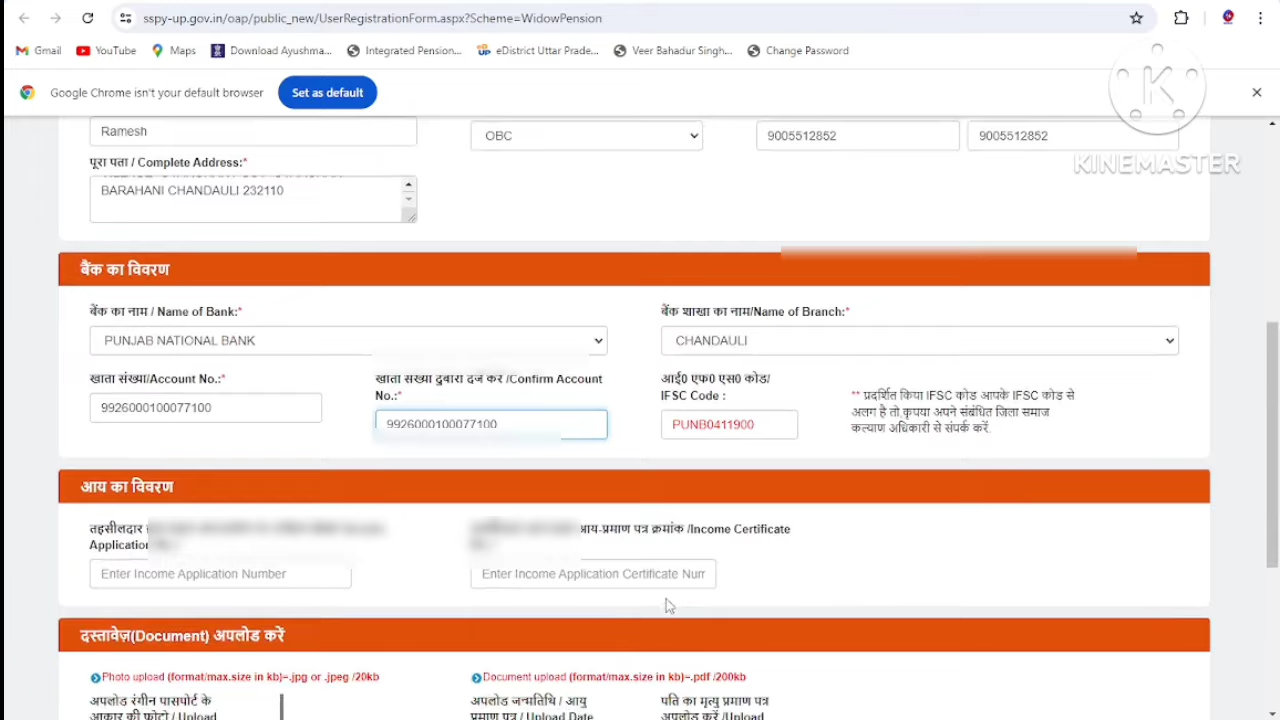 sspy-up.gov.in/oap/public_new/UserRegistrationForm.aspx?Scheme=WidowPension
Gmail YouTube Maps Download Ayushma... Integrated Pension... eDistrict Uttar Prade... Veer Bahadur Singh... Change Password
Google Chrome isn't your default browser Set as default
K
KINEMASTER
Ramesh OBC 9005512852 9005512852
पूरा पता / Complete Address:*
BARAHANI CHANDAULI 232110
बैंक का विवरण
बैंक का नाम / Name of Bank:* बैंक शाखा का नाम/Name of Branch:*
PUNJAB NATIONAL BANK CHANDAULI
खाता संख्या/Account No.:* खाता संख्या दुबारा दर्ज करे /Confirm Account No.:* आई0 एफ0 एस0 कोड/ IFSC Code :
9926000100077100 9926000100077100 PUNB0411900
** प्रदर्शित किया IFSC कोड आपके IFSC कोड से
अलग है तो कृपया अपने संबंधित जिला समाज
कल्याण अधिकारी से संपर्क करें.
आय का विवरण
तहसीलदार आय-प्रमाण पत्र क्रमांक /Income Certificate
Application
Enter Income Application Number Enter Income Application Certificate Num
दस्तावेज़(Document) अपलोड करें
Photo upload (format/max.size in kb)=.jpg or .jpeg /20kb Document upload (format/max.size in kb)=.pdf /200kb
अपलोड रंगीन पासपोर्ट के अपलोड जन्मतिथि / आयु पति का मृत्यु प्रमाण पत्र
आकार की फोटो / Upload प्रमाण पत्र / Upload Date अपलोड करें /Upload